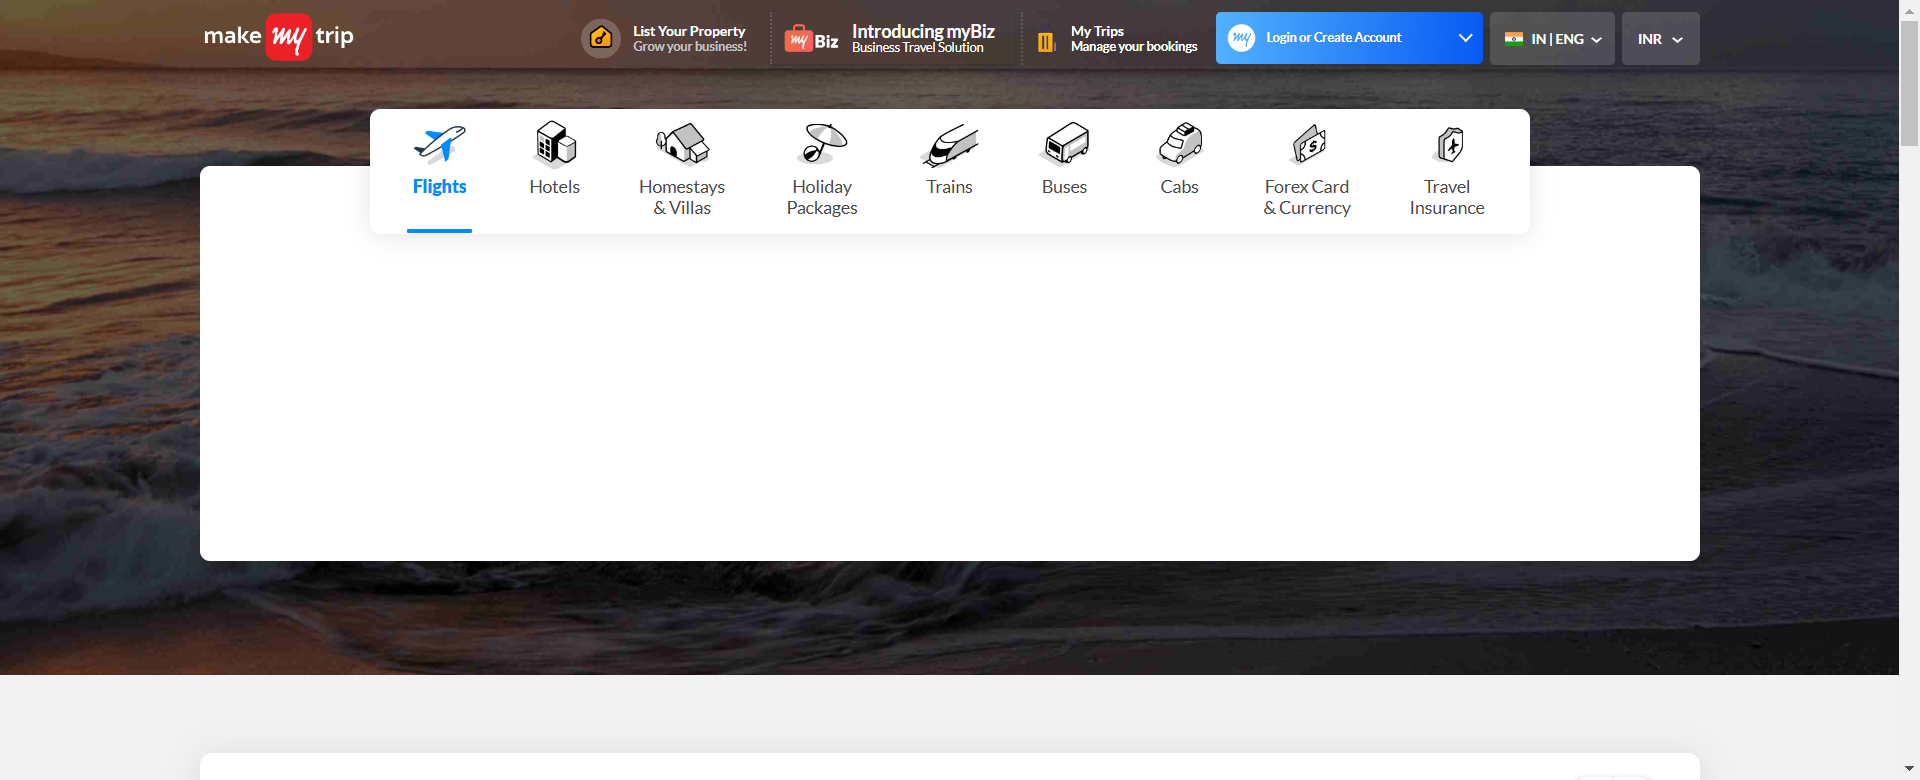 make my trip
List Your Property
Grow your business!
my Biz
Introducing myBiz
Business Travel Solution
My Trips
Manage your bookings
my
Login or Create Account
IN | ENG
INR
Flights
Hotels
Homestays
& Villas
Holiday
Packages
Trains
Buses
Cabs
Forex Card
& Currency
Travel
Insurance